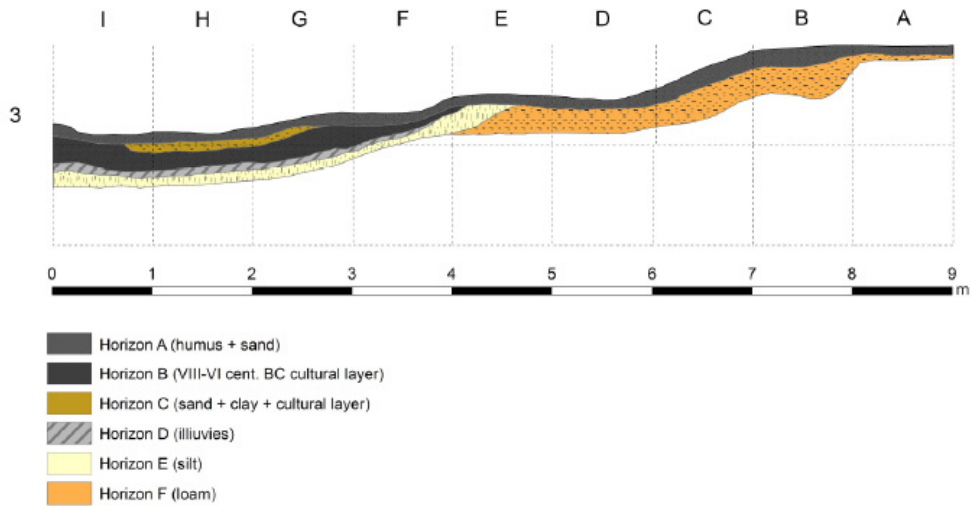 I H G F E D C B A
3
0 1 2 3 4 5 6 7 8 9
m
Horizon A (humus + sand)
Horizon B (VIII-VI cent. BC cultural layer)
Horizon C (sand + clay + cultural layer)
Horizon D (illiuvies)
Horizon E (silt)
Horizon F (loam)